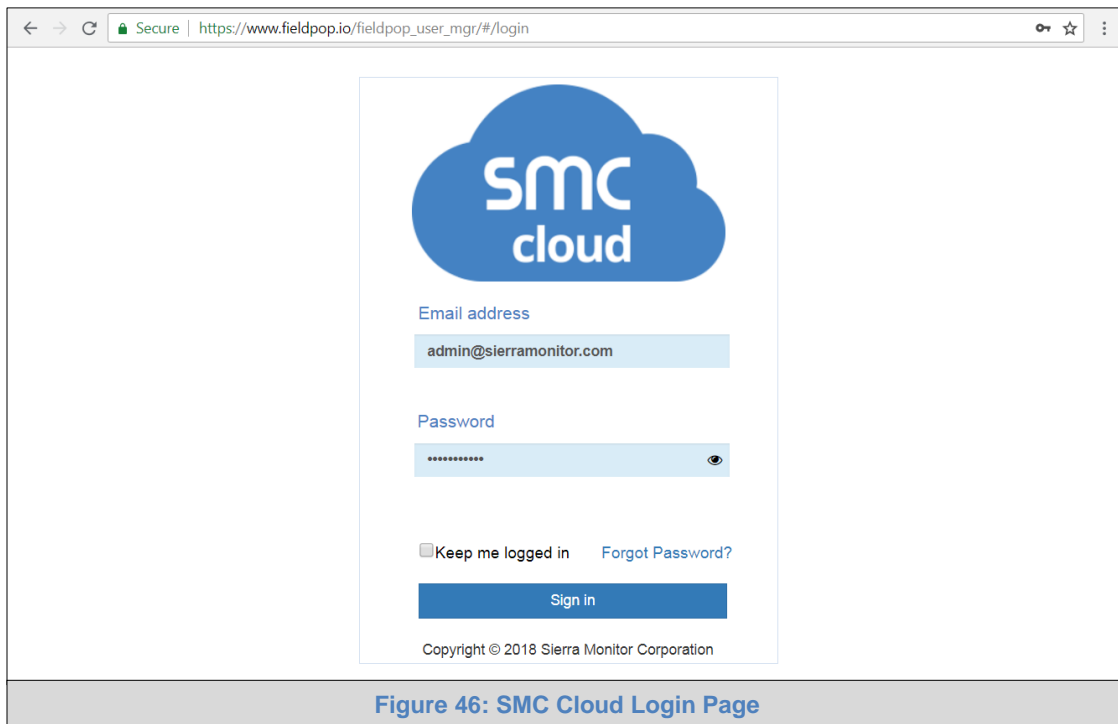 Secure | https://www.fieldpop.io/fieldpop_user_mgr/#/login
smc
cloud
Email address
admin@sierramonitor.com
Password
•••••••••••
Keep me logged in Forgot Password?
Sign in
Copyright © 2018 Sierra Monitor Corporation
Figure 46: SMC Cloud Login Page